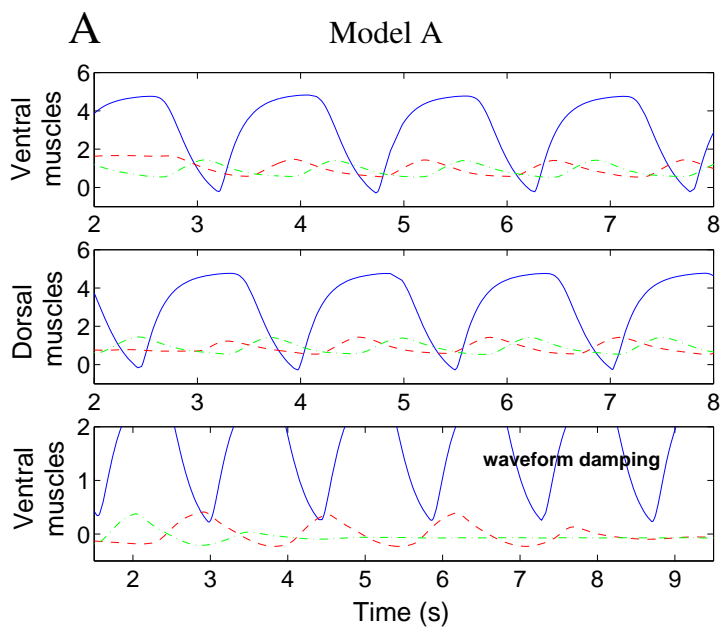 A
Model A
Ventral muscles
6
4
2
0
2 3 4 5 6 7 8
Dorsal muscles
6
4
2
0
2 3 4 5 6 7 8
Ventral muscles
2
1
0
waveform damping
2 3 4 5 6 7 8 9
Time (s)